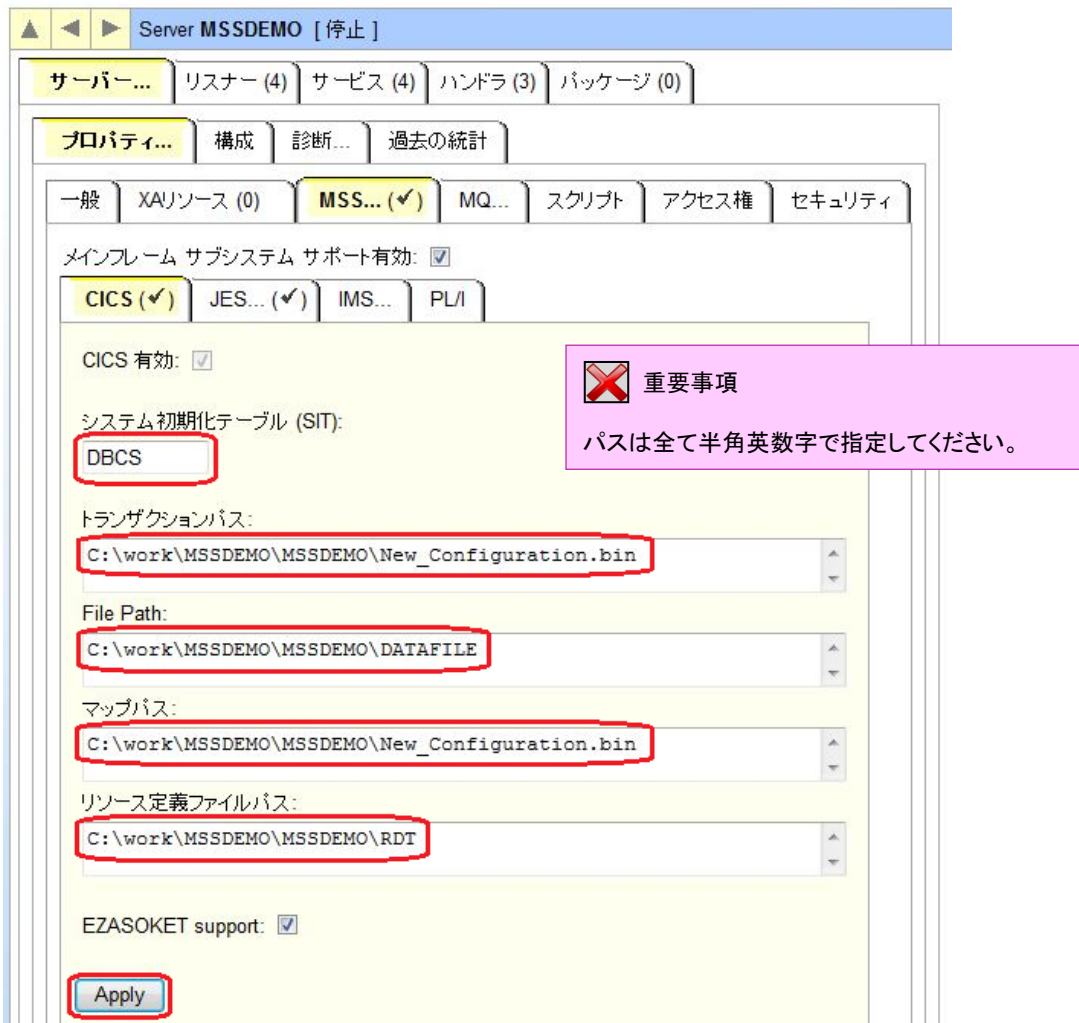 Server MSSDEMO [ 停止 ]
サーバー... リスナー (4) サービス (4) ハンドラ (3) パッケージ (0)
プロパティ... 構成 診断... 過去の統計
一般 XAリソース (0) MSS... (✔) MQ... スクリプト アクセス権 セキュリティ
メインフレーム サブシステム サポート有効:
CICS (✔) JES... (✔) IMS... PL/I
CICS 有効:
重要事項
パスは全て半角英数字で指定してください。
システム初期化テーブル (SIT):
DBCS
トランザクションパス:
C:\work\MSSDEMO\MSSDEMO\New_Configuration.bin
File Path:
C:\work\MSSDEMO\MSSDEMO\DATAFILE
マップパス:
C:\work\MSSDEMO\MSSDEMO\New_Configuration.bin
リソース定義ファイルパス:
C:\work\MSSDEMO\MSSDEMO\RDT
EZASOKET support:
Apply